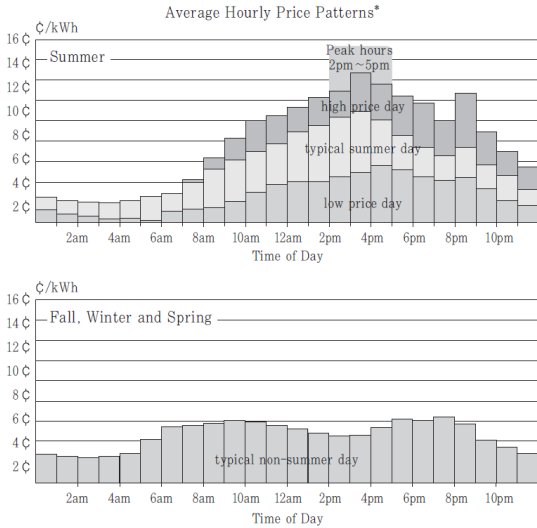 Average Hourly Price Patterns*
¢/kWh
16 ¢
14 ¢
12 ¢
10 ¢
8 ¢
6 ¢
4 ¢
2 ¢
Summer
Peak hours
2pm~5pm
high price day
typical summer day
low price day
2am 4am 6am 8am 10am 12am 2pm 4pm 6pm 8pm 10pm
Time of Day
¢/kWh
16 ¢
14 ¢
12 ¢
10 ¢
8 ¢
6 ¢
4 ¢
2 ¢
Fall, Winter and Spring
typical non-summer day
2am 4am 6am 8am 10am 12am 2pm 4pm 6pm 8pm 10pm
Time of Day